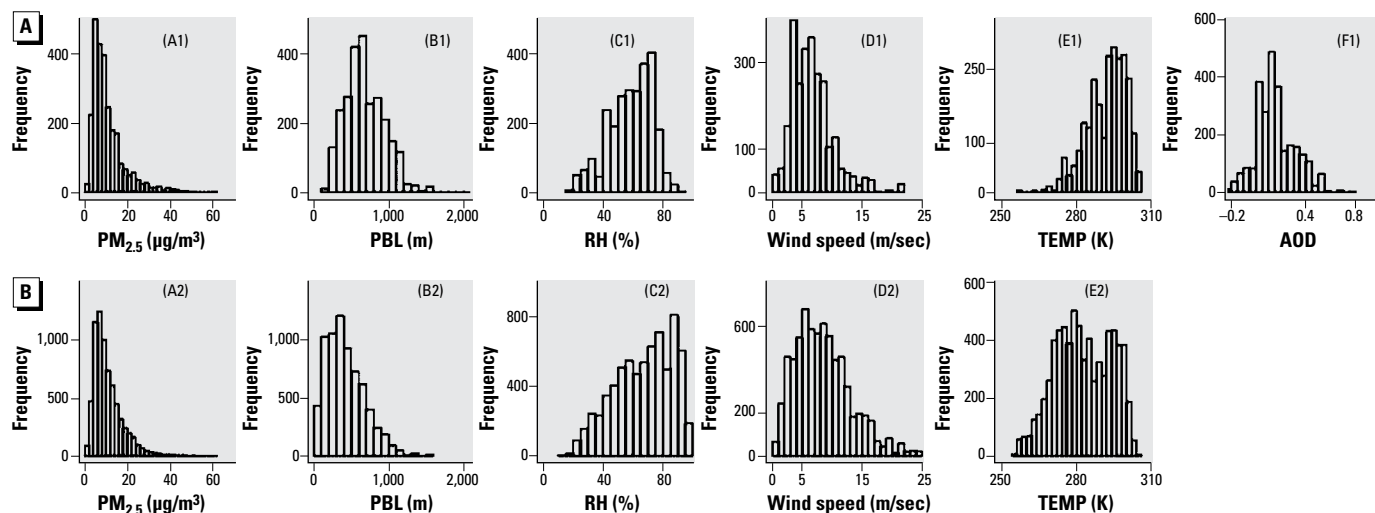 A
Frequency
400
200
0
0 20 40 60
PM2.5 (µg/m³)
(A1)
Frequency
400
200
0
0 1,000 2,000
PBL (m)
(B1)
Frequency
600
400
200
0
0 40 80
RH (%)
(C1)
Frequency
300
100
0
0 5 15 25
Wind speed (m/sec)
(D1)
Frequency
250
100
0
250 280 310
TEMP (K)
(E1)
Frequency
600
400
200
0
−0.2 0.4 0.8
AOD
(F1)
B
Frequency
1,000
500
0
0 20 40 60
PM2.5 (µg/m³)
(A2)
Frequency
1,000
500
0
0 1,000 2,000
PBL (m)
(B2)
Frequency
800
400
0
0 40 80
RH (%)
(C2)
Frequency
600
200
0
0 5 15 25
Wind speed (m/sec)
(D2)
Frequency
600
400
200
0
250 280 310
TEMP (K)
(E2)